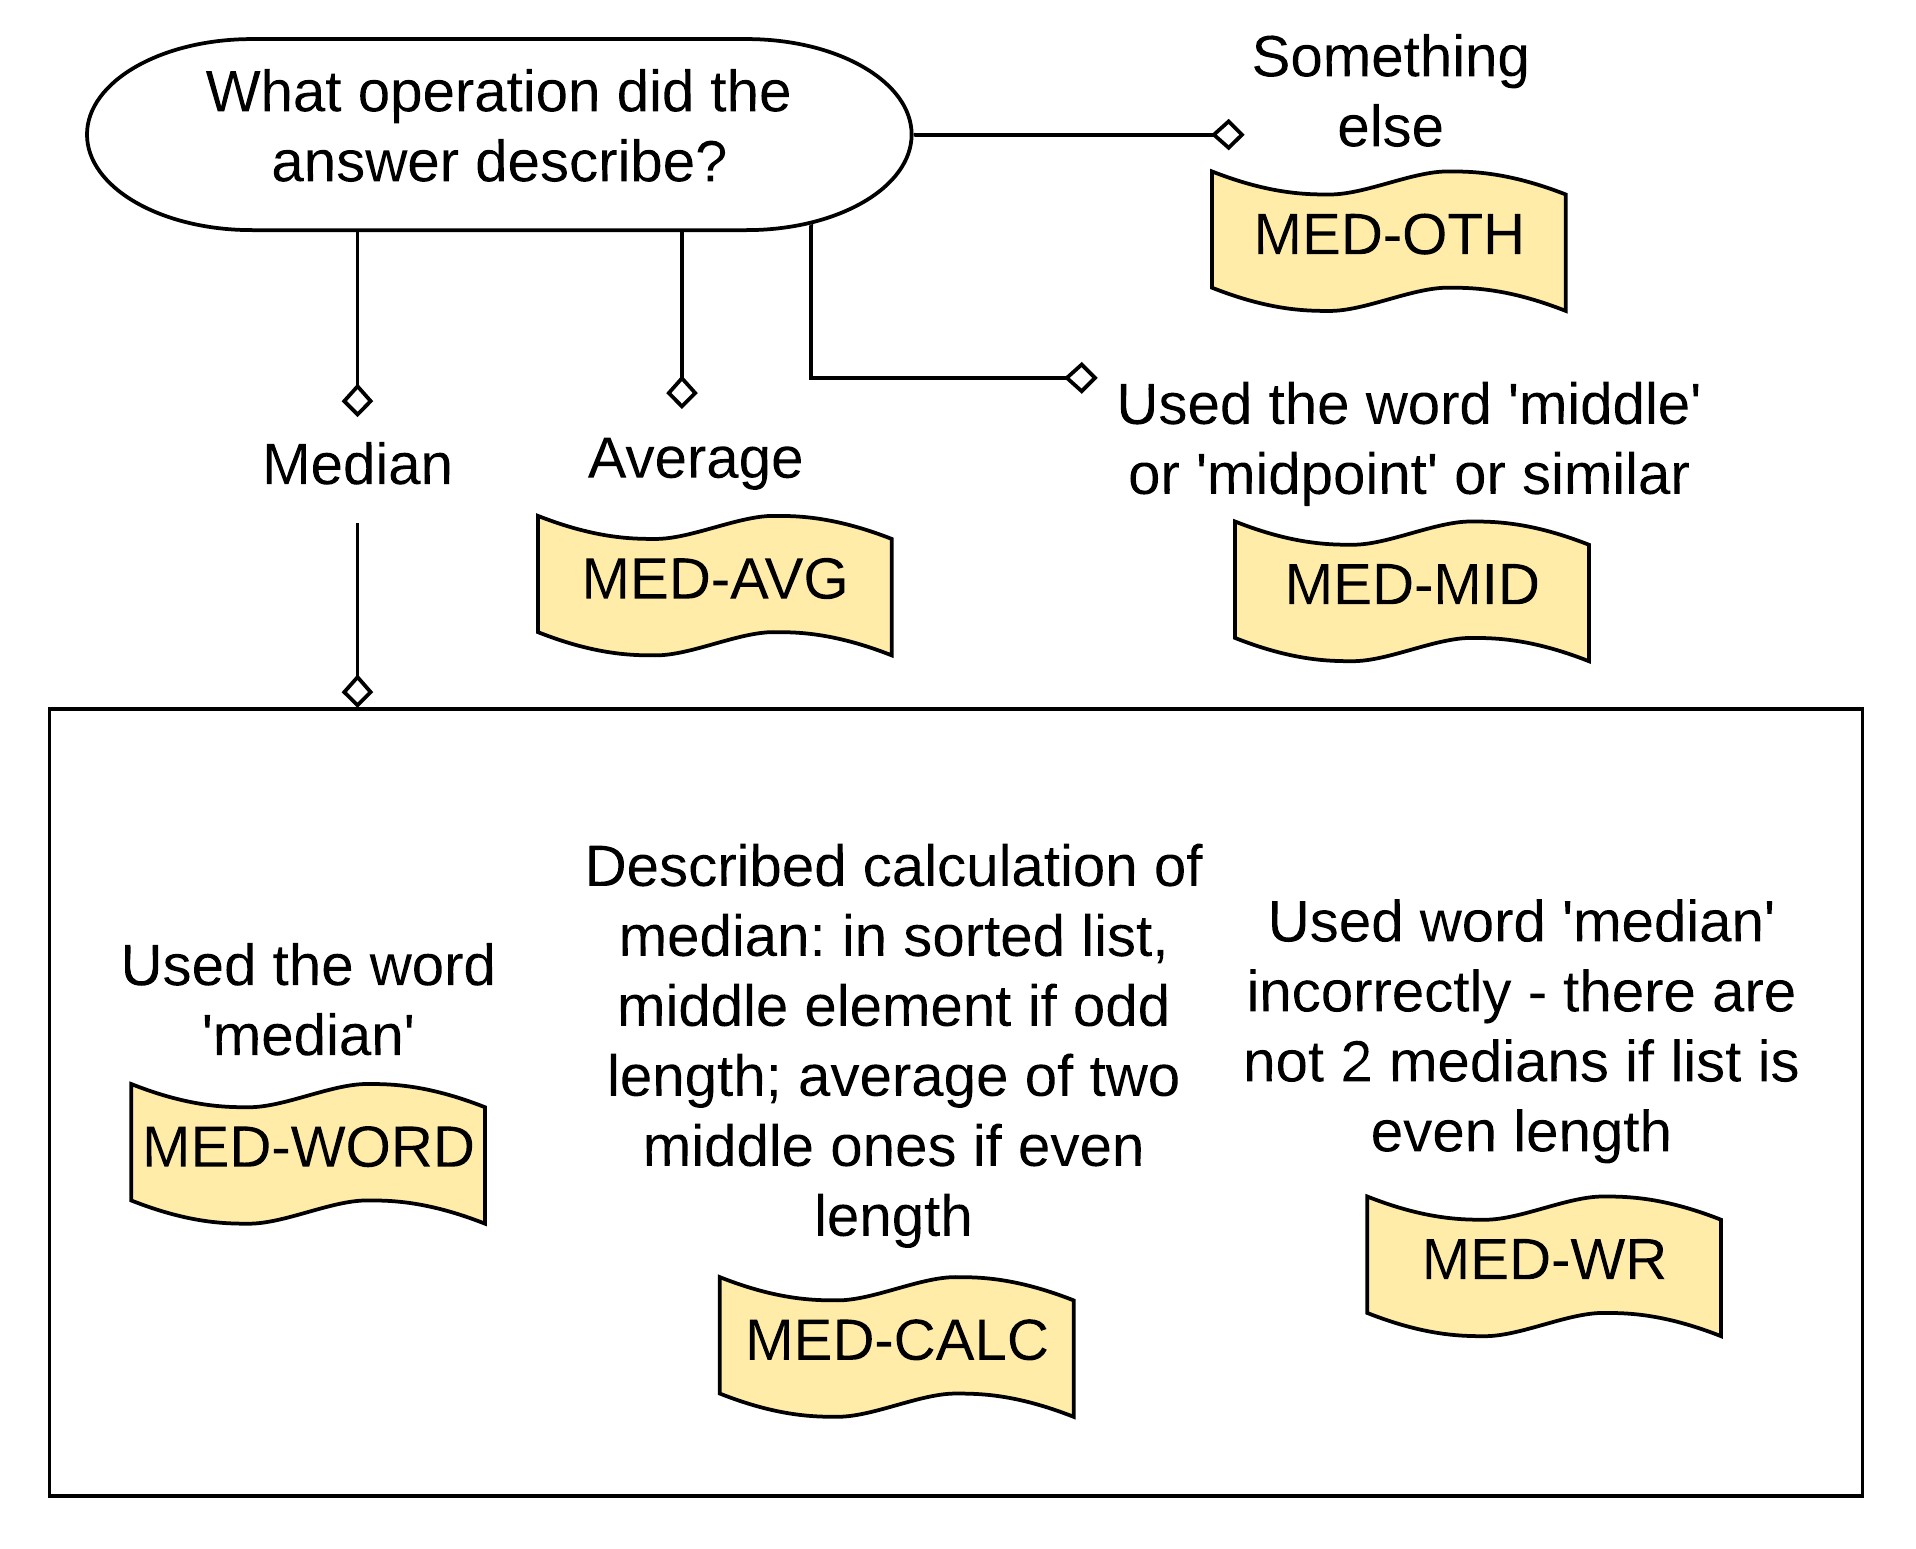 What operation did the
answer describe?
Something
else
MED-OTH
Used the word 'middle'
or 'midpoint' or similar
MED-MID
Average
MED-AVG
Median
Used the word
'median'
MED-WORD
Described calculation of
median: in sorted list,
middle element if odd
length; average of two
middle ones if even
length
MED-CALC
Used word 'median'
incorrectly - there are
not 2 medians if list is
even length
MED-WR